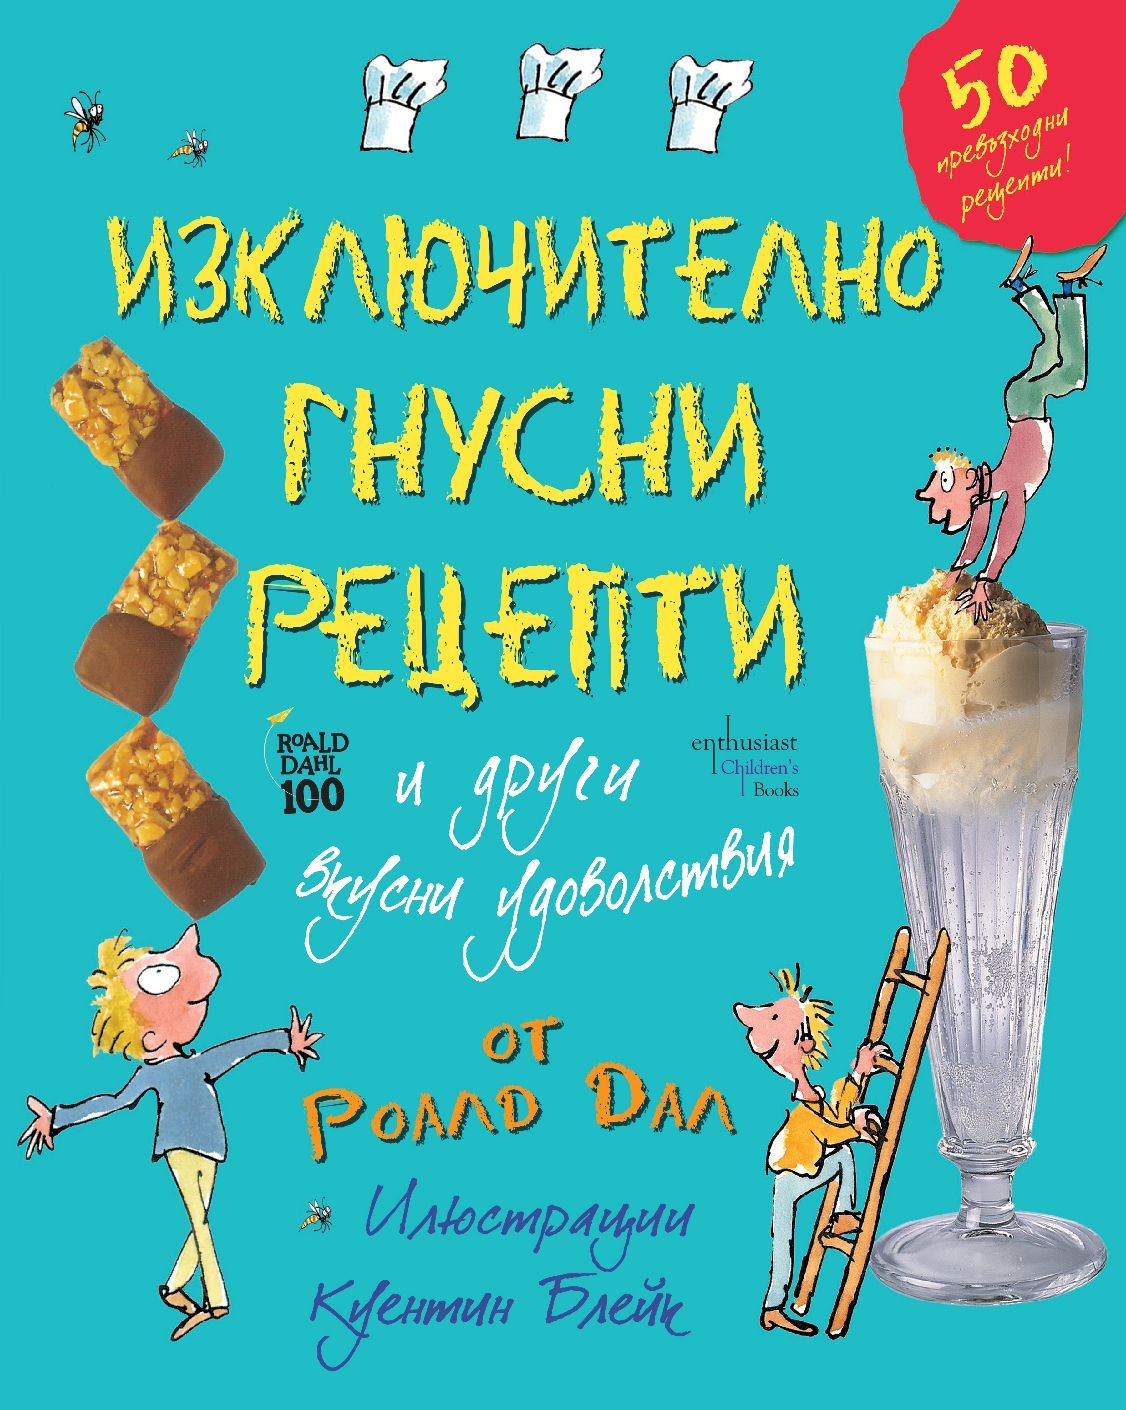 50
превъзходни
рецепти!
ИЗКЛЮЧИТЕЛНО
ГНУСНИ
РЕЦЕПТИ
ROALD
DAHL
100
enthusiast
Children's
Books
и други
вкусни удоволствия
ОТ
РОАЛД ДАЛ
Илюстрации
Куентин Блейк